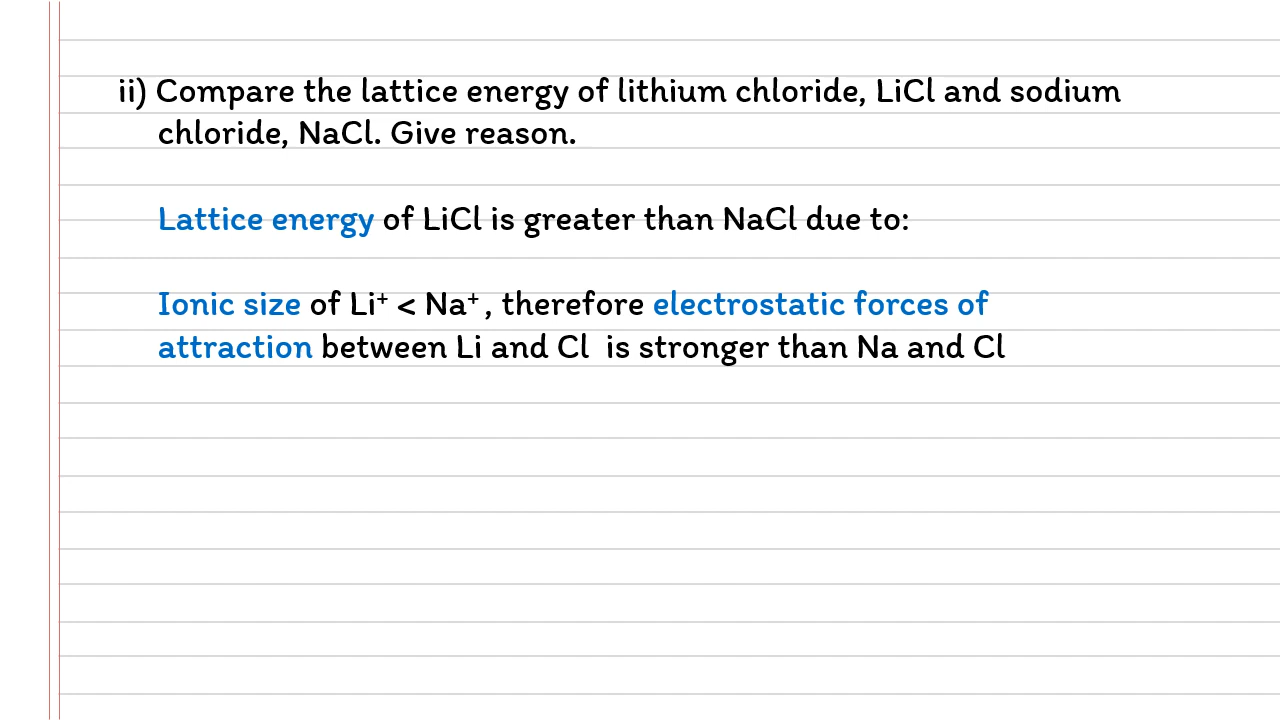 ii) Compare the lattice energy of lithium chloride, LiCl and sodium
chloride, NaCl. Give reason.
Lattice energy of LiCl is greater than NaCl due to:
Ionic size of Li⁺ < Na⁺, therefore electrostatic forces of
attraction between Li and Cl  is stronger than Na and Cl